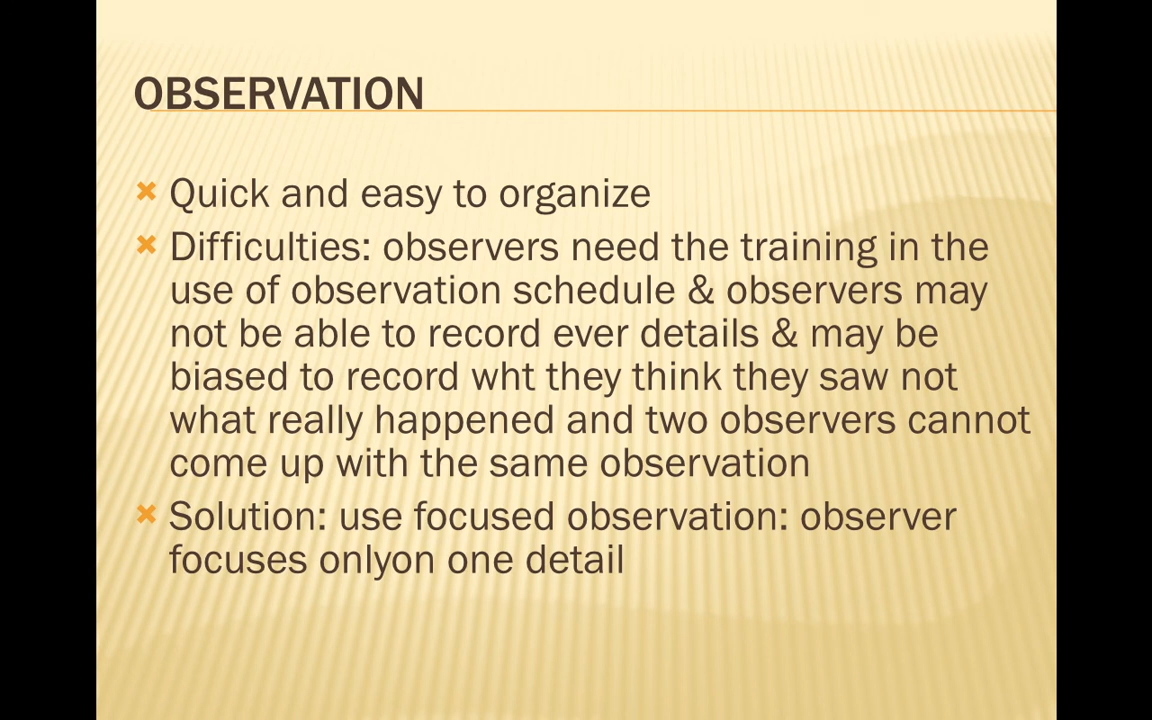 OBSERVATION
Quick and easy to organize
Difficulties: observers need the training in the
use of observation schedule & observers may
not be able to record ever details & may be
biased to record wht they think they saw not
what really happened and two observers cannot
come up with the same observation
Solution: use focused observation: observer
focuses onlyon one detail